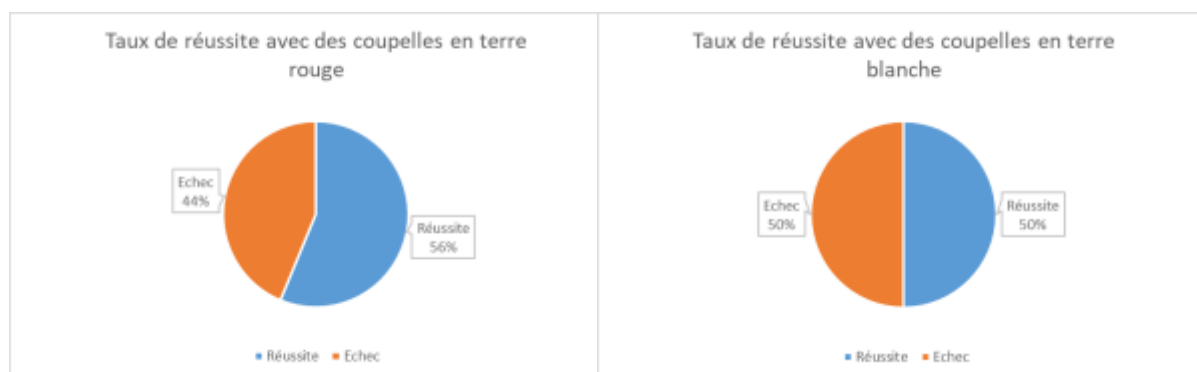 Taux de réussite avec des coupelles en terre
rouge
Echec
44%
Réussite
56%
Réussite Echec
Taux de réussite avec des coupelles en terre
blanche
Echec
50%
Réussite
50%
Réussite Echec